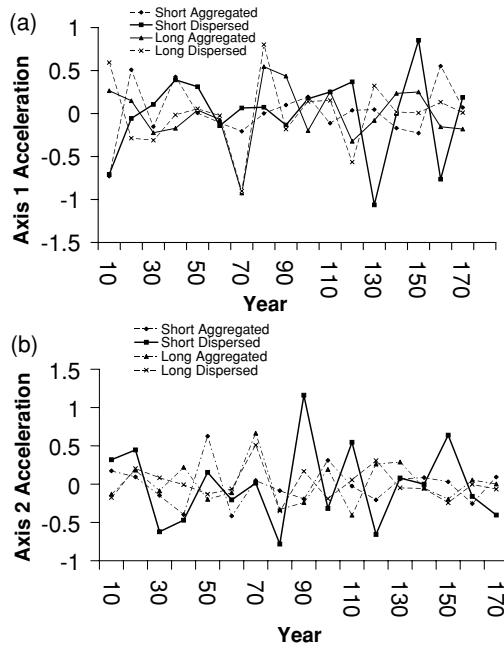 (a)
Short Aggregated
Short Dispersed
Long Aggregated
Long Dispersed
Axis 1 Acceleration
1
0.5
0
-0.5
-1
-1.5
10
30
50
70
90
110
130
150
170
Year
(b)
Short Aggregated
Short Dispersed
Long Aggregated
Long Dispersed
Axis 2 Acceleration
1.5
1
0.5
0
-0.5
-1
10
30
50
70
90
110
130
150
170
Year